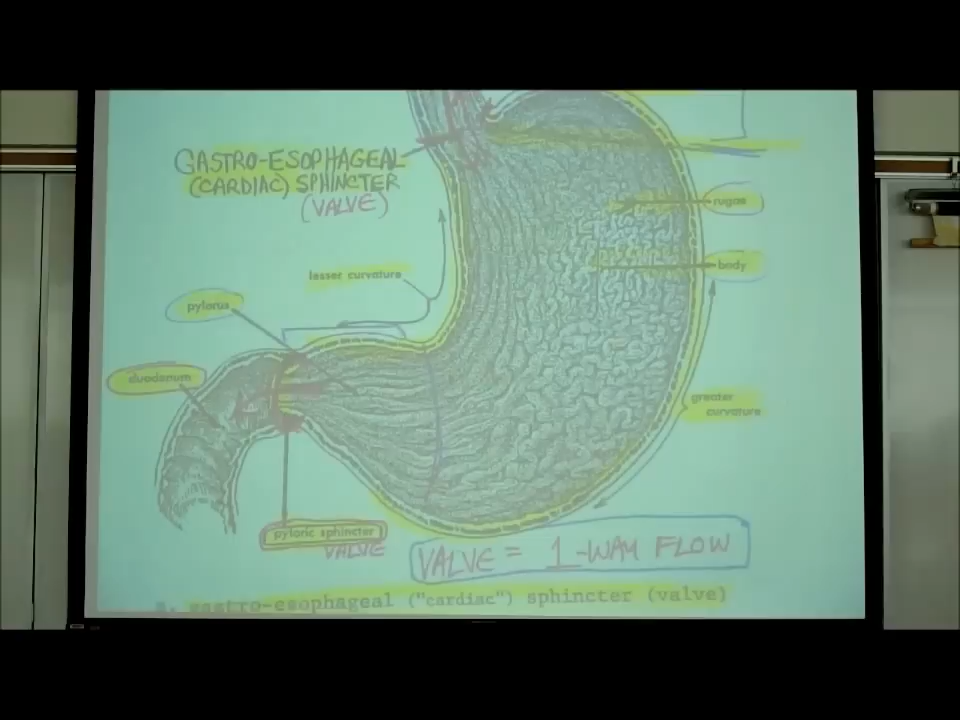 GASTRO-ESOPHAGEAL
(CARDIAC) SPHINCTER
(VALVE)
rugae
body
lesser curvature
pylorus
duodenum
greater
curvature
pyloric sphincter
VALVE
VALVE = 1-WAY FLOW
a. gastro-esophageal ("cardiac") sphincter (valve)